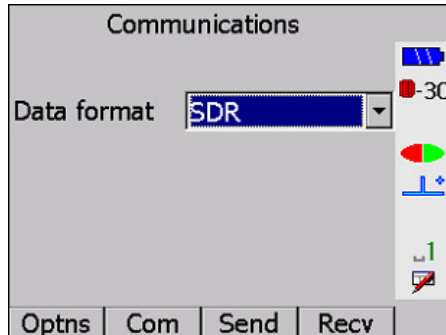 Communications
-30
Data format SDR
1
Optns Com Send Recv